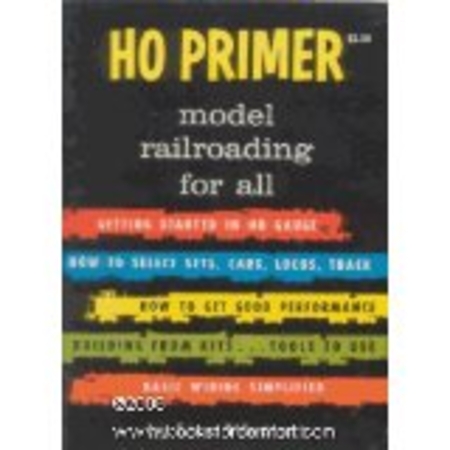 HO PRIMER
model
railroading
for all
GETTING STARTED IN HO GAUGE
HOW TO SELECT SETS, CARS, LOCOS, TRACK
HOW TO GET GOOD PERFORMANCE
BUILDING FROM KITS... TOOLS TO USE
BASIC WIRING SIMPLIFIED